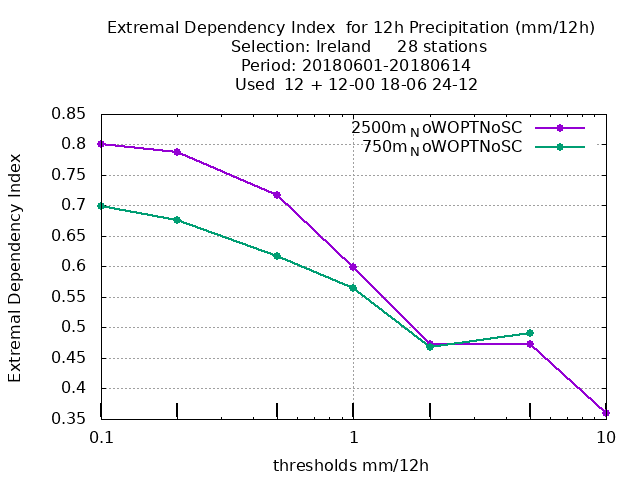 Extremal Dependency Index  for 12h Precipitation (mm/12h)
Selection: Ireland     28 stations
Period: 20180601-20180614
Used  12 + 12-00 18-06 24-12
0.85
0.8
0.75
0.7
0.65
0.6
0.55
0.5
0.45
0.4
0.35
Extremal Dependency Index
2500m_NoWOPTNoSC
750m_NoWOPTNoSC
0.1 1 10
thresholds mm/12h